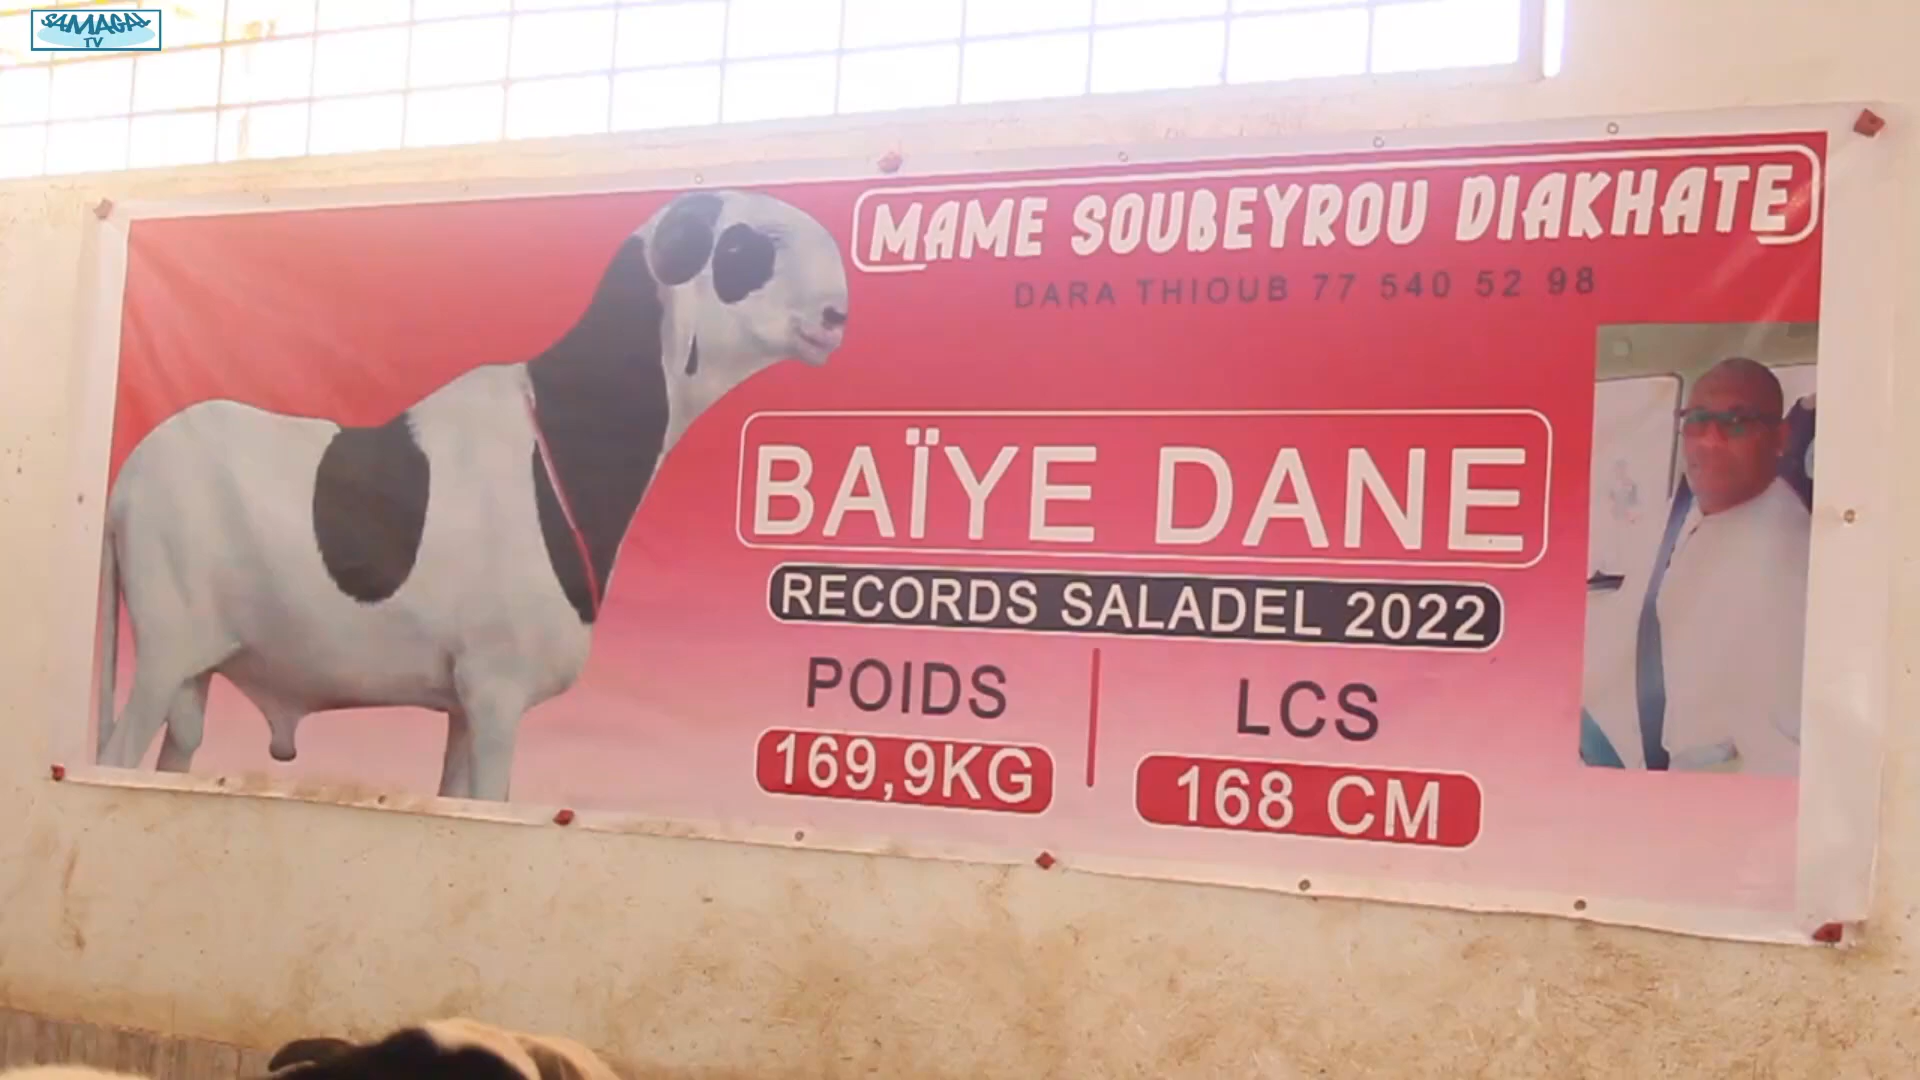 SAMAGAL
TV
MAME SOUBEYROU DIAKHATE
DARA THIOUB 77 540 52 98
BAÏYE DANE
RECORDS SALADEL 2022
POIDS
169,9KG
LCS
168 CM